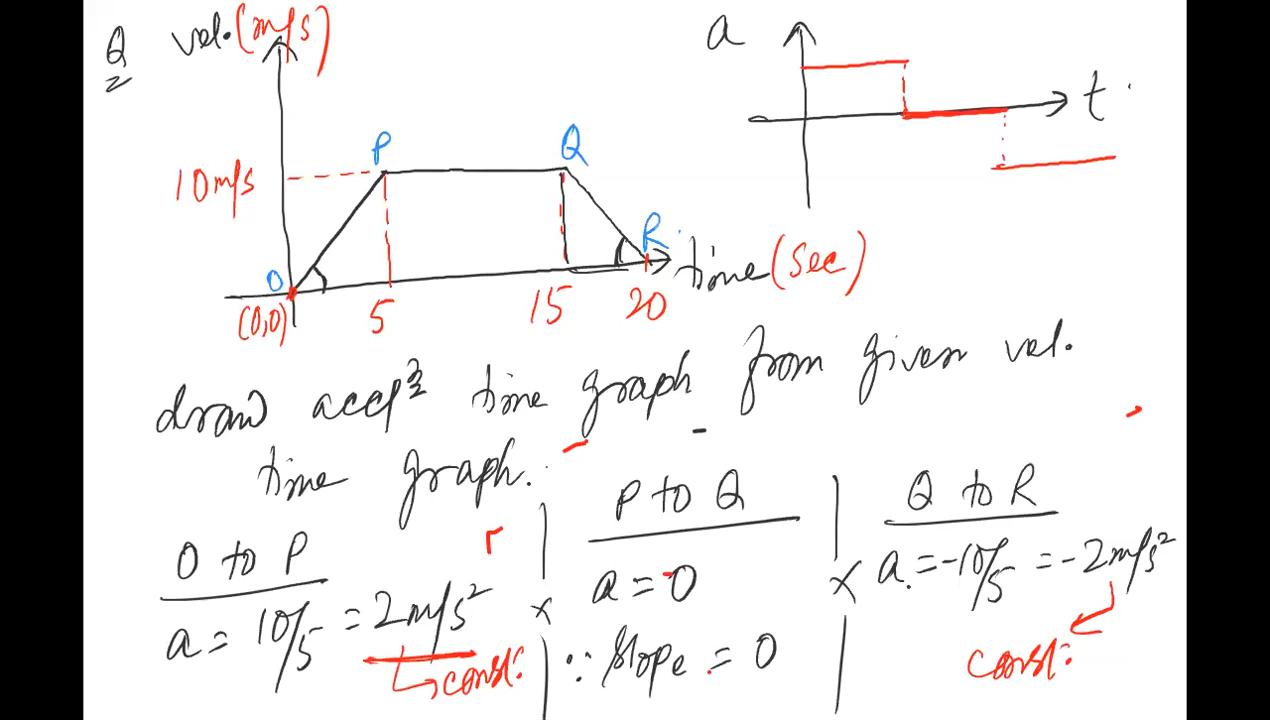 Q vel. (m/s)
a
t
P Q
10 m/s
R
O
time (sec)
(0,0) 5 15 20
draw accln time graph from given vel.
time graph.
O to P
a = 10/5 = 2 m/s²
const.
P to Q
a = 0
∵ slope = 0
Q to R
a = -10/5 = -2 m/s²
const.